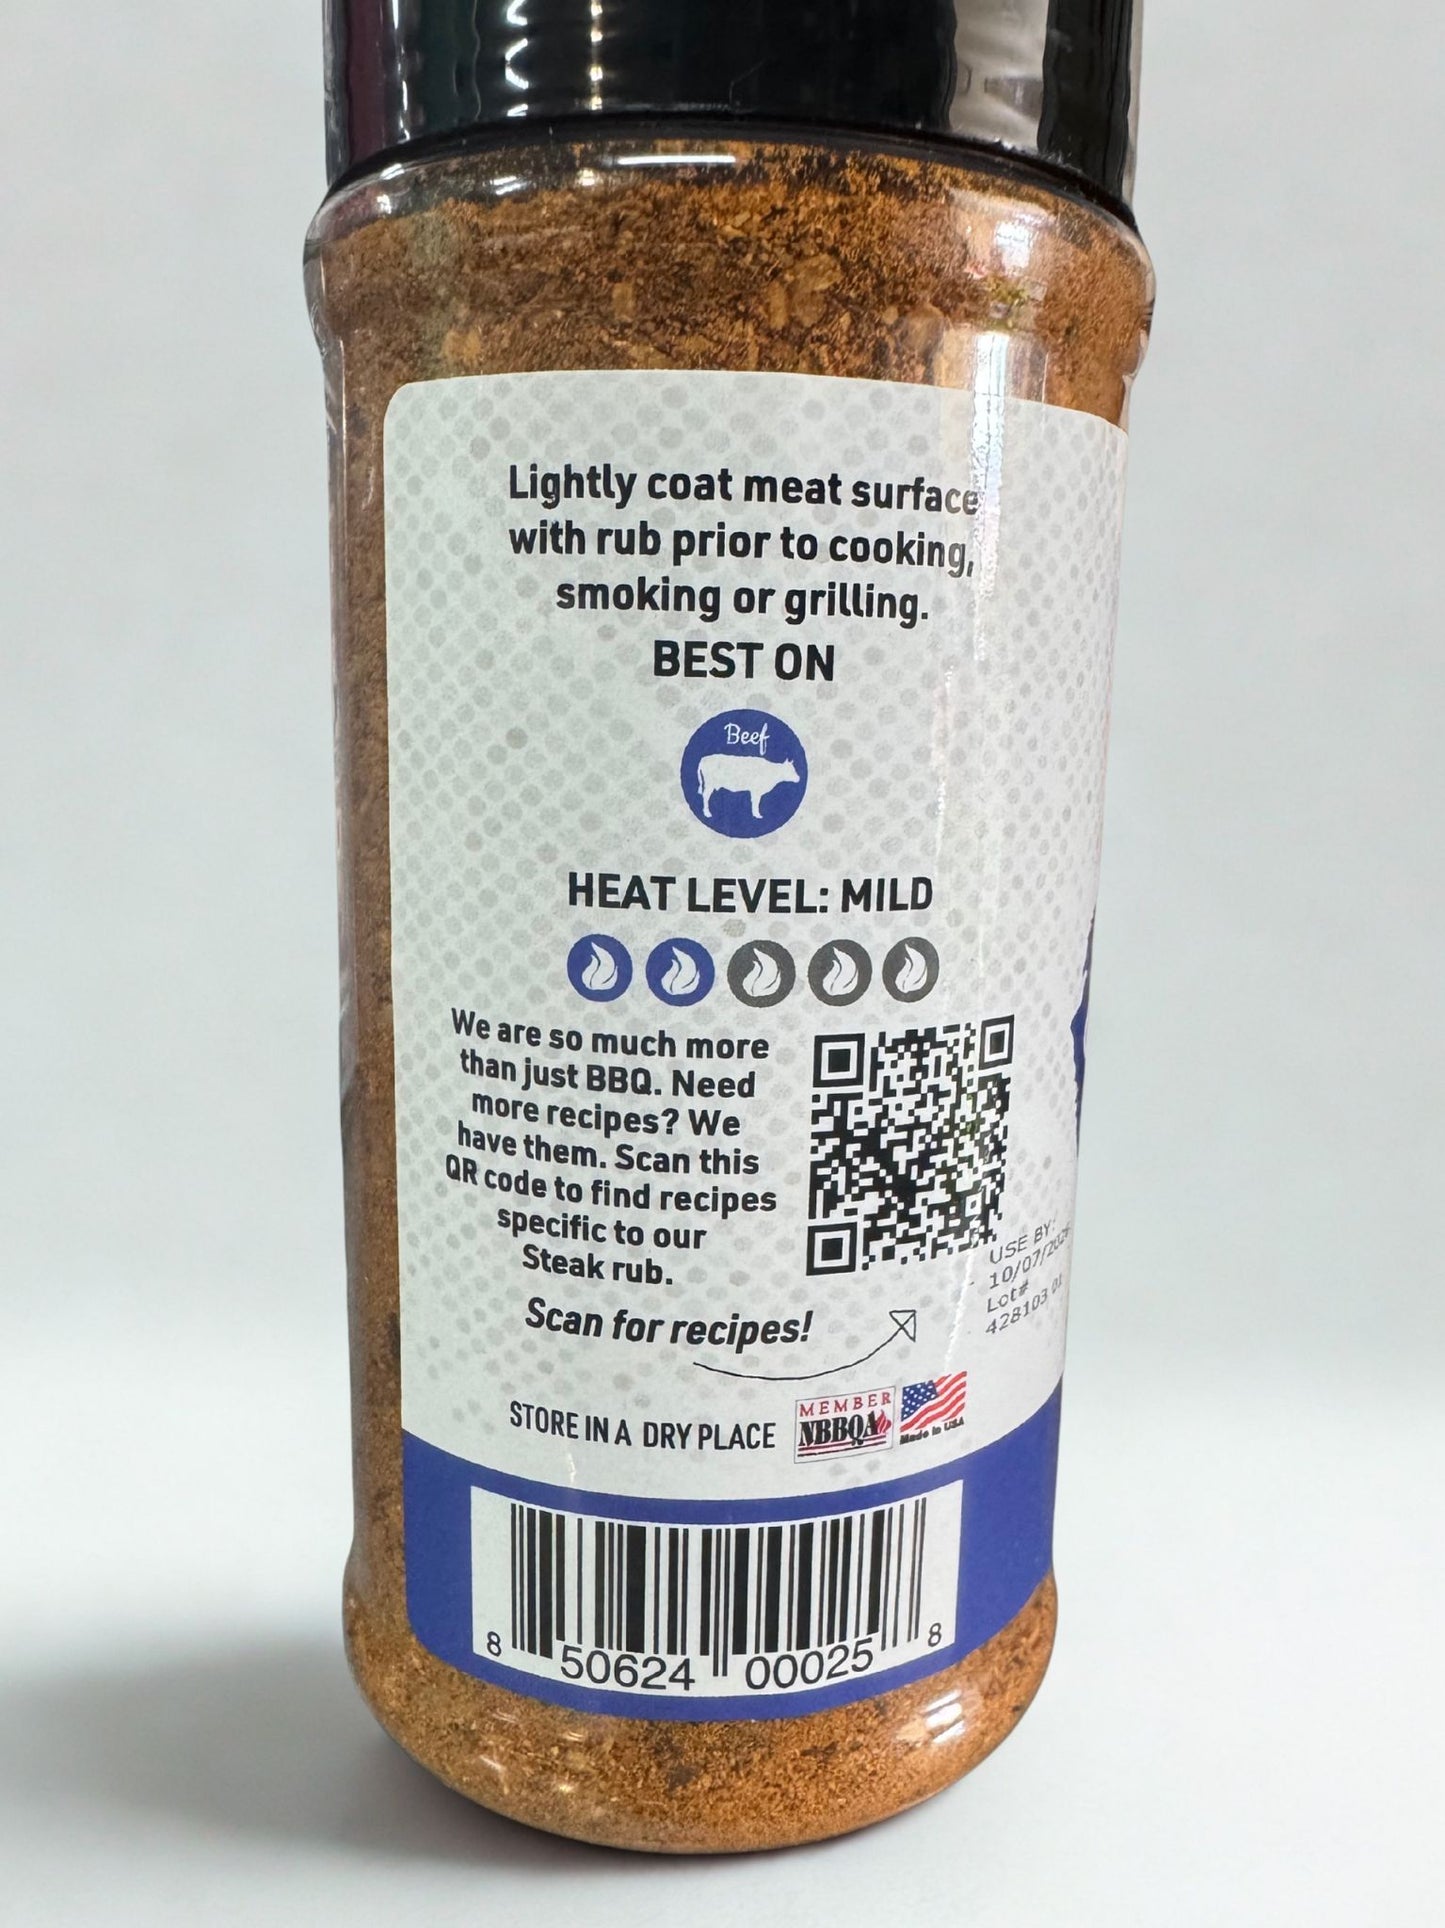 Lightly coat meat surface
with rub prior to cooking,
smoking or grilling.
BEST ON
Beef
HEAT LEVEL: MILD
We are so much more
than just BBQ. Need
more recipes? We
have them. Scan this
QR code to find recipes
specific to our
Steak rub.
USE BY:
Lot#
428103 01
Scan for recipes!
STORE IN A DRY PLACE
MEMBER
NBBQA
Made in USA
8 50624 00025 8